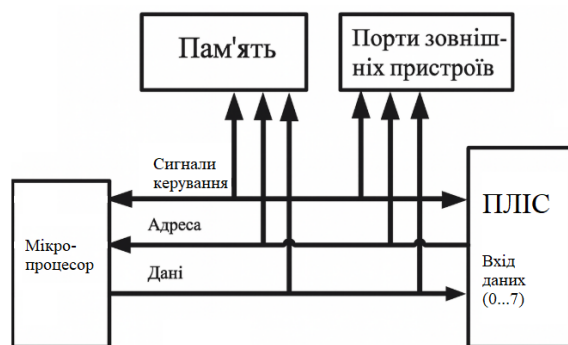 Пам'ять
Порти зовніш-
ніх пристроїв
Сигнали
керування
ПЛІС
Адреса
Мікро-
процесор
Вхід
даних
(0...7)
Дані